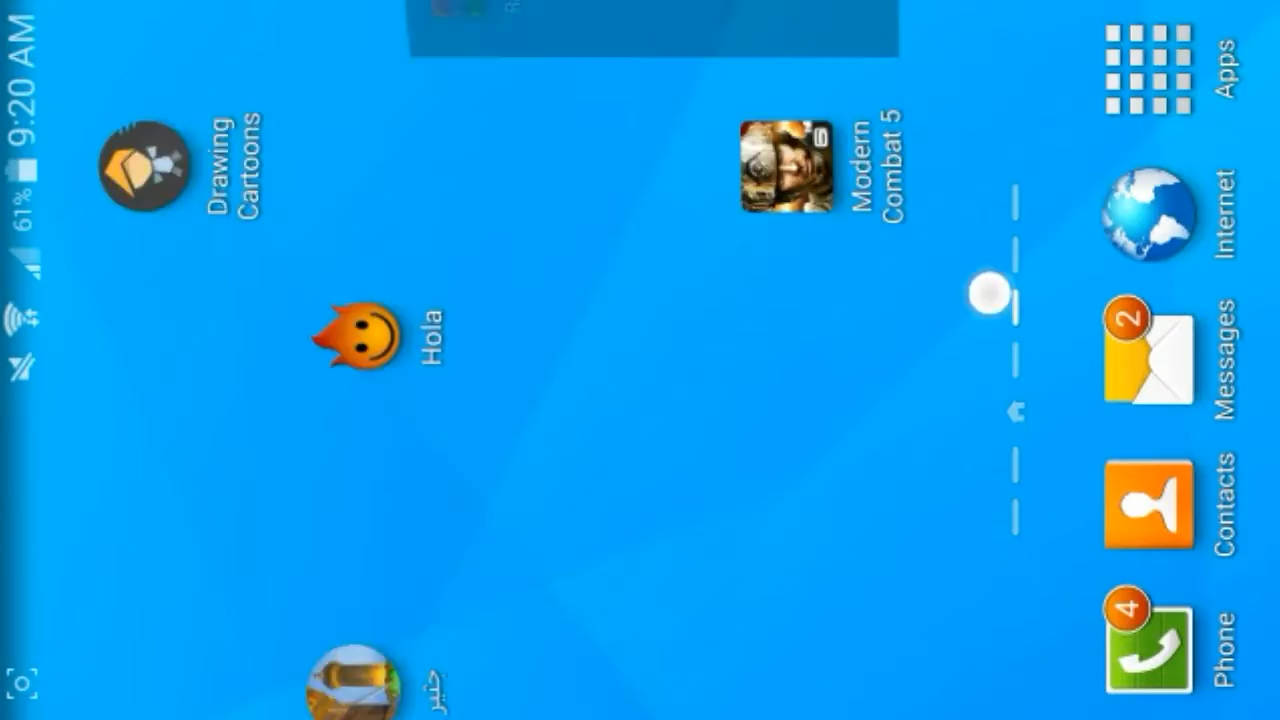 61% 9:20 AM
Drawing
Cartoons
Hola
Modern
Combat 5
4
2
Phone
Contacts
Messages
Internet
Apps